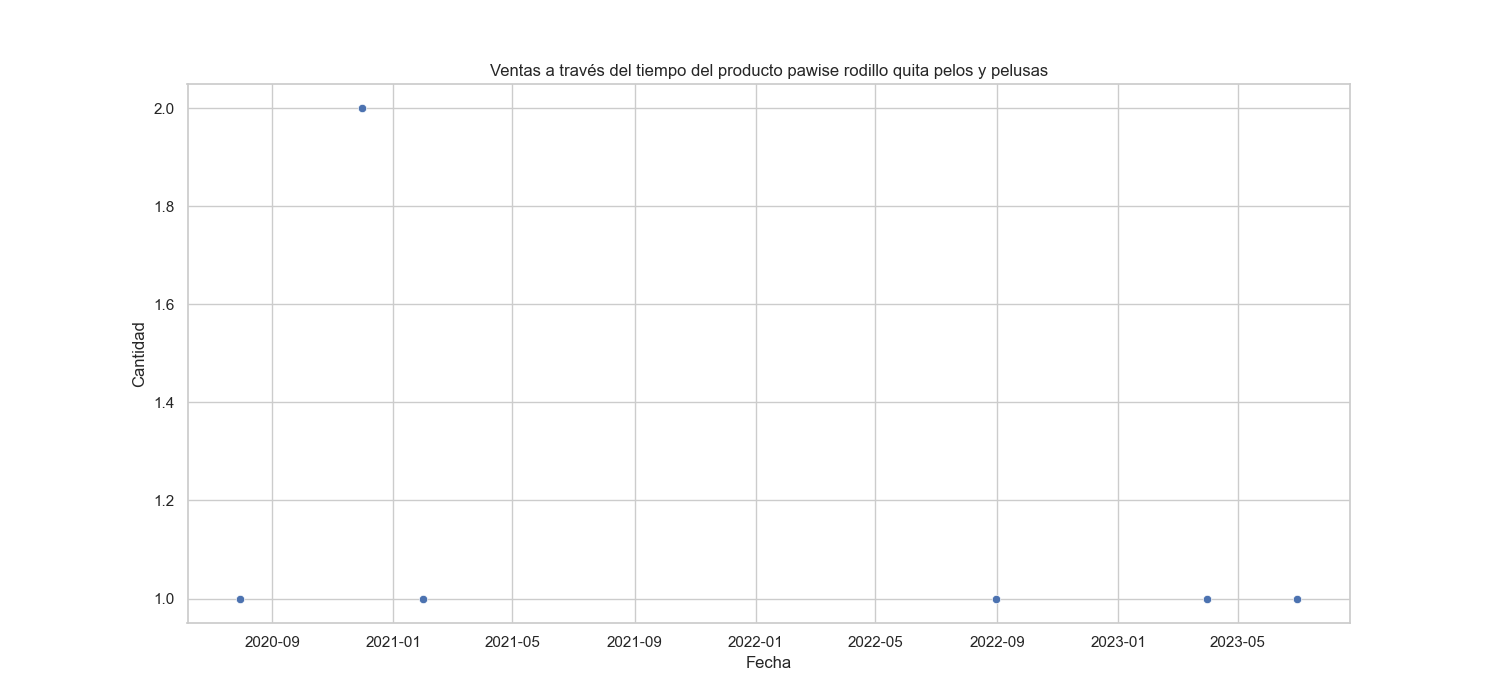 Ventas a través del tiempo del producto pawise rodillo quita pelos y pelusas
2.0
1.8
1.6
Cantidad
1.4
1.2
1.0
2020-09 2021-01 2021-05 2021-09 2022-01 2022-05 2022-09 2023-01 2023-05
Fecha